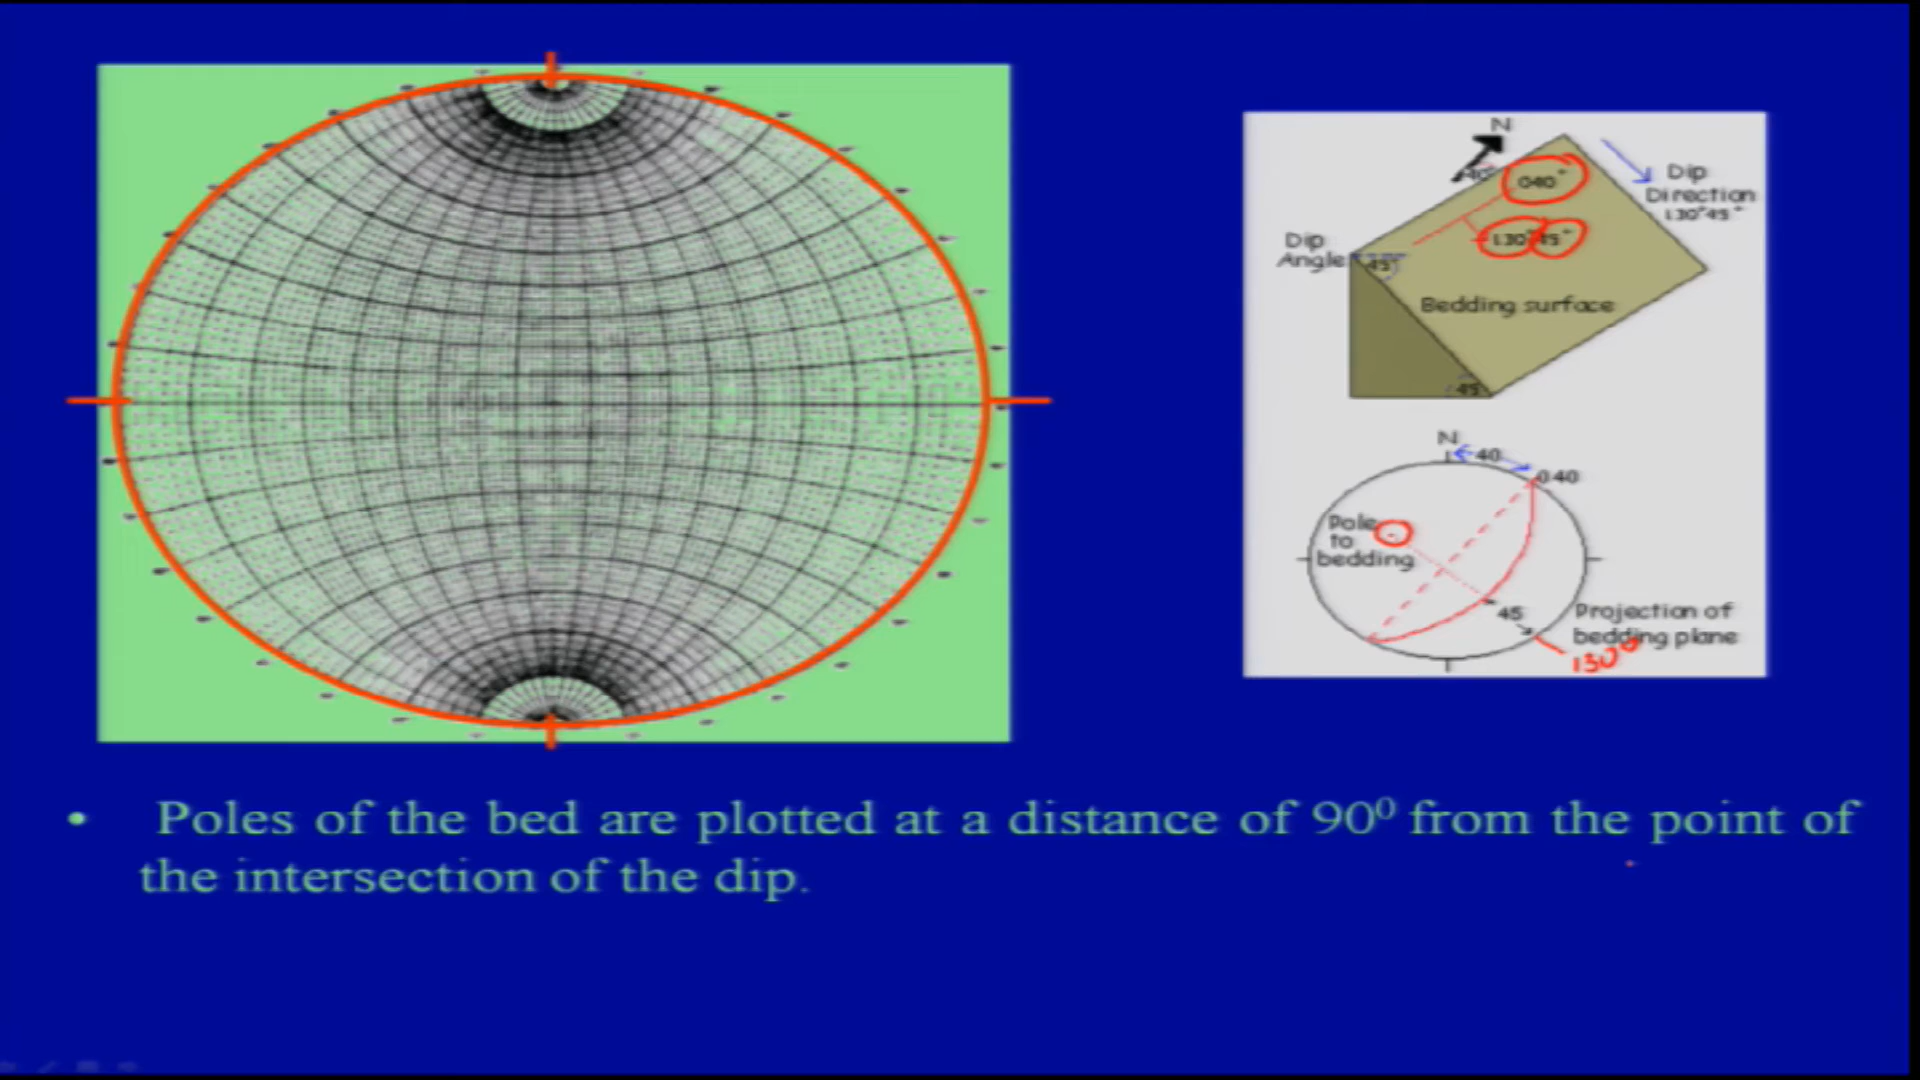 N
40°
040°
Dip
Direction
130°45°
130°45°
Dip
Angle
45°
Bedding surface
45
N
40
040
Pole
to
bedding
45
Projection of
bedding plane
130°
• Poles of the bed are plotted at a distance of 90⁰ from the point of
the intersection of the dip.